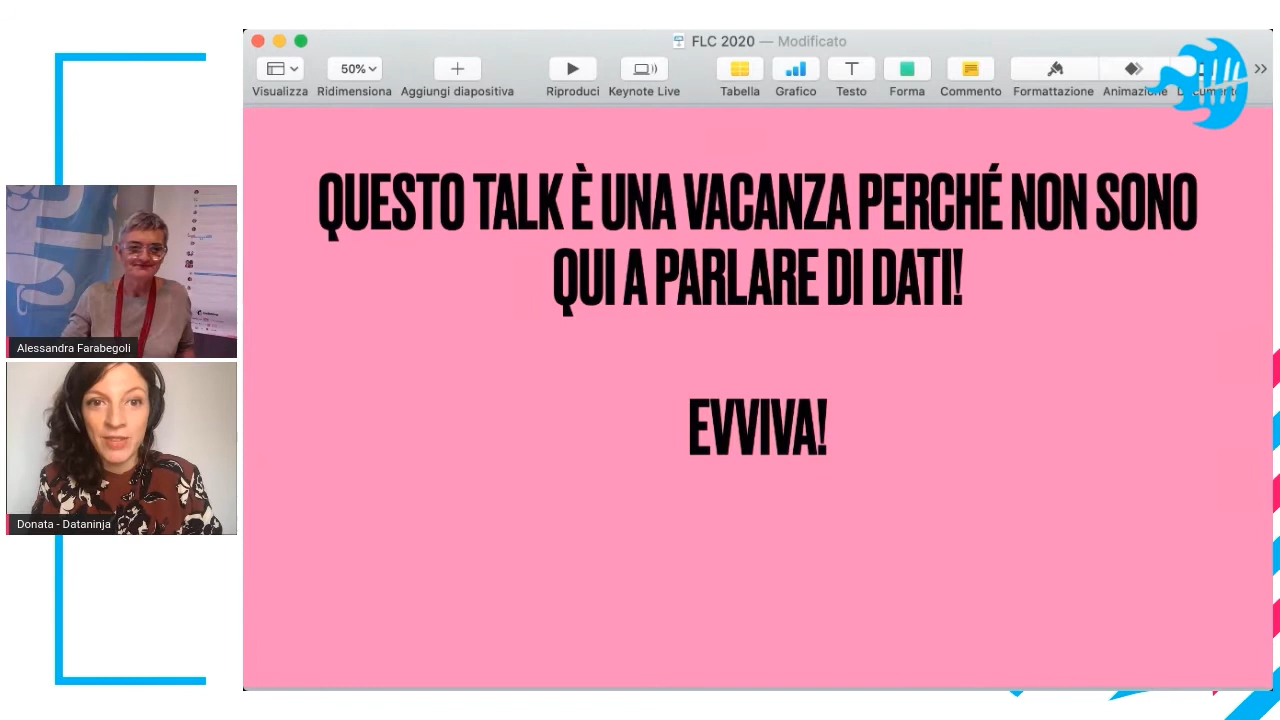 FLC 2020 — Modificato
50%
Visualizza Ridimensiona Aggiungi diapositiva Riproduci Keynote Live Tabella Grafico Testo Forma Commento Formattazione Animazione Documento
QUESTO TALK È UNA VACANZA PERCHÉ NON SONO
QUI A PARLARE DI DATI!
EVVIVA!
Alessandra Farabegoli
Donata - Dataninja